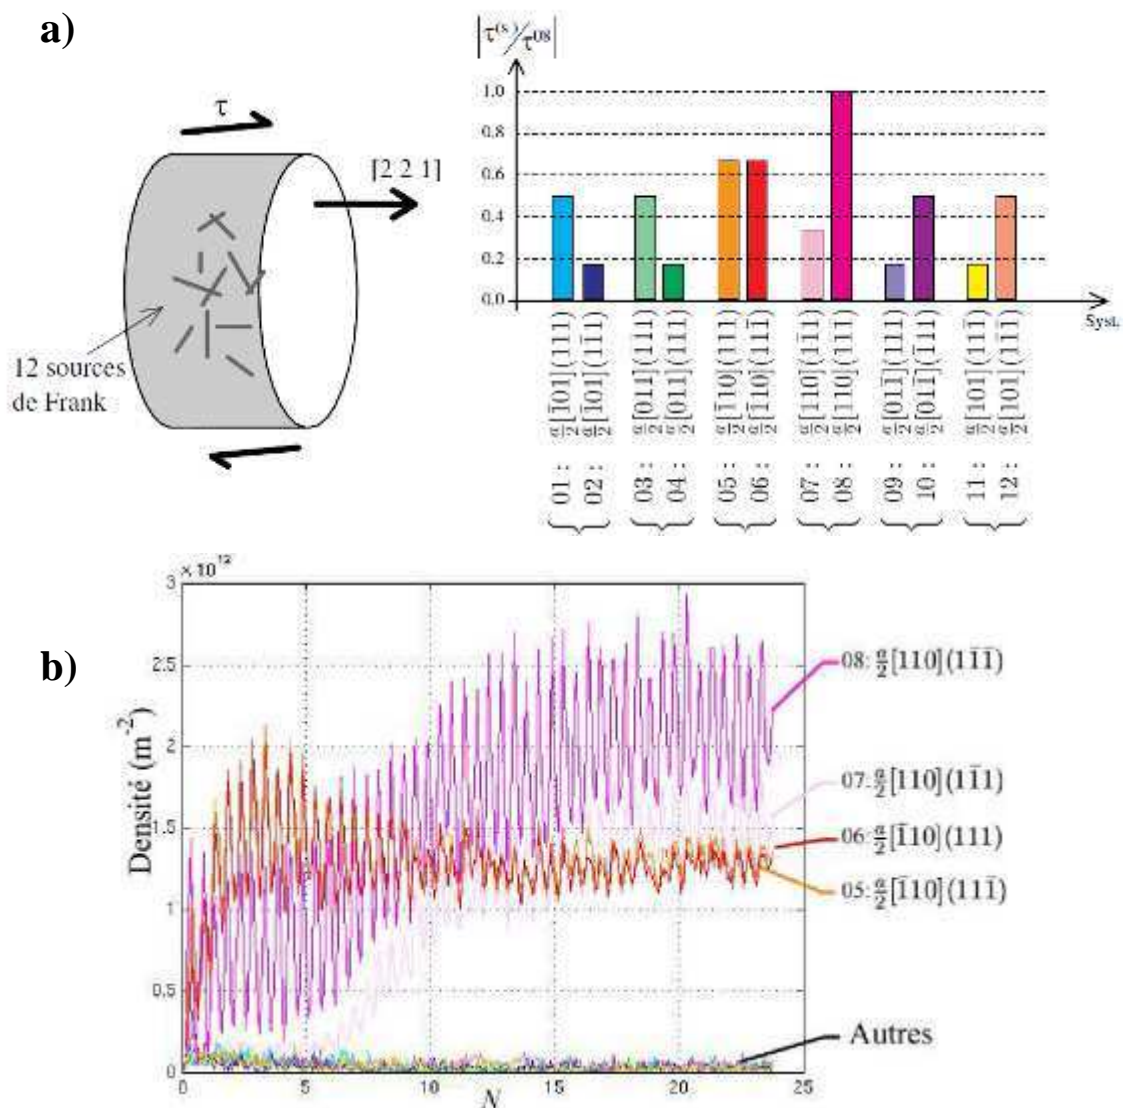 a)
τ
[2 2 1]
12 sources
de Frank
|τ⁽ˢ⁾/τ⁰⁸|
1.0
0.8
0.6
0.4
0.2
0.0
Syst.
01 : a/2[1̄01](111)
02 : a/2[1̄01](11̄1)
03 : a/2[011](111̄)
04 : a/2[011](11̄1)
05 : a/2[1̄10](111)
06 : a/2[1̄10](111̄)
07 : a/2[110](11̄1)
08 : a/2[110](1̄11)
09 : a/2[011̄](111)
10 : a/2[011̄](1̄11)
11 : a/2[101](111̄)
12 : a/2[101](11̄1̄)
b)
×10¹²
3
2.5
2
1.5
1
0.5
0
Densité (m⁻²)
0 5 10 15 20 25
N
08: a/2[110](11̄1̄)
07: a/2[110](11̄1)
06: a/2[1̄10](111)
05: a/2[1̄10](111̄)
Autres